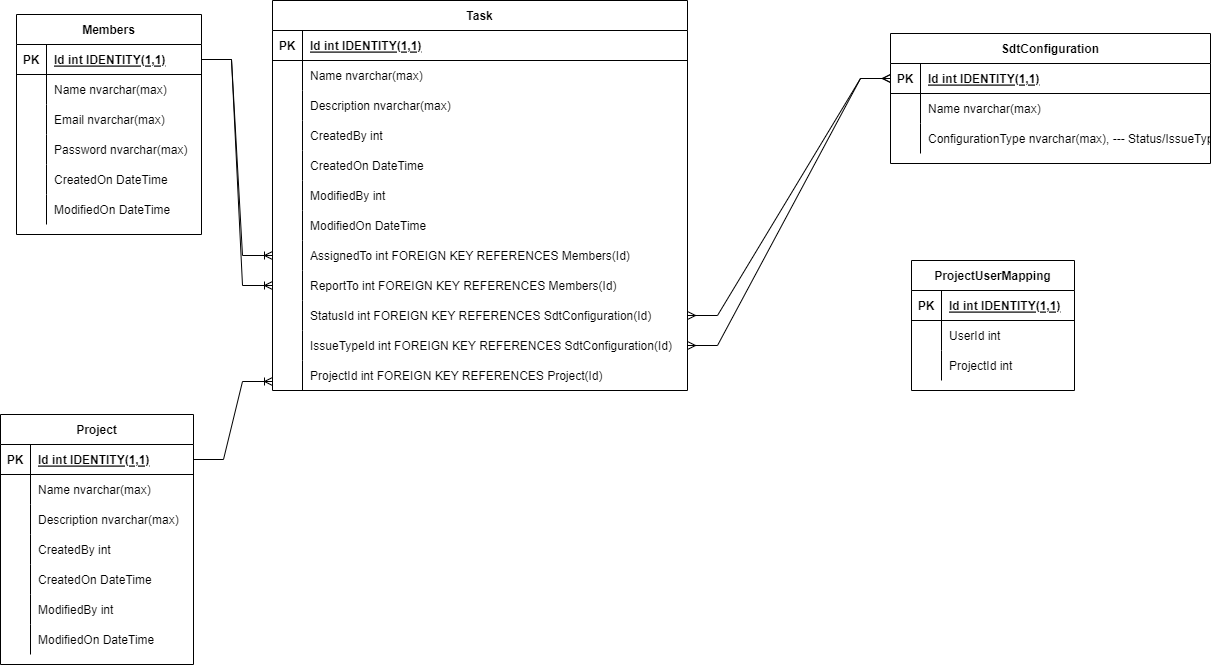 Members
PK Id int IDENTITY(1,1)
Name nvarchar(max)
Email nvarchar(max)
Password nvarchar(max)
CreatedOn DateTime
ModifiedOn DateTime
Task
PK Id int IDENTITY(1,1)
Name nvarchar(max)
Description nvarchar(max)
CreatedBy int
CreatedOn DateTime
ModifiedBy int
ModifiedOn DateTime
AssignedTo int FOREIGN KEY REFERENCES Members(Id)
ReportTo int FOREIGN KEY REFERENCES Members(Id)
StatusId int FOREIGN KEY REFERENCES SdtConfiguration(Id)
IssueTypeId int FOREIGN KEY REFERENCES SdtConfiguration(Id)
ProjectId int FOREIGN KEY REFERENCES Project(Id)
SdtConfiguration
PK Id int IDENTITY(1,1)
Name nvarchar(max)
ConfigurationType nvarchar(max), --- Status/IssueTyp
ProjectUserMapping
PK Id int IDENTITY(1,1)
UserId int
ProjectId int
Project
PK Id int IDENTITY(1,1)
Name nvarchar(max)
Description nvarchar(max)
CreatedBy int
CreatedOn DateTime
ModifiedBy int
ModifiedOn DateTime